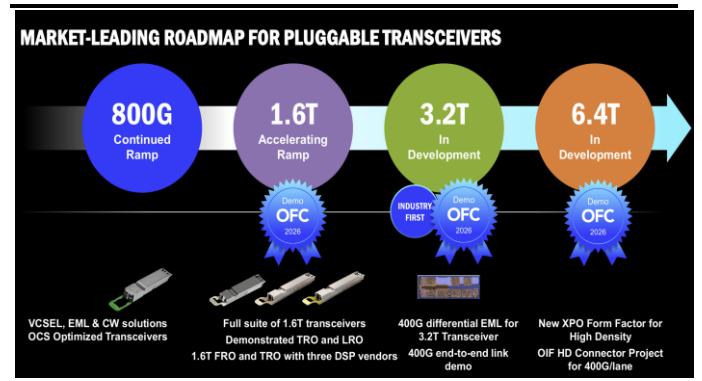 MARKET-LEADING ROADMAP FOR PLUGGABLE TRANSCEIVERS
800G
Continued
Ramp
1.6T
Accelerating
Ramp
3.2T
In
Development
6.4T
In
Development
Demo
OFC
2026
INDUSTRY
FIRST
Demo
OFC
2026
Demo
OFC
2026
VCSEL, EML & CW solutions
OCS Optimized Transceivers
Full suite of 1.6T transceivers
Demonstrated TRO and LRO
1.6T FRO and TRO with three DSP vendors
400G differential EML for
3.2T Transceiver
400G end-to-end link
demo
New XPO Form Factor for
High Density
OIF HD Connector Project
for 400G/lane